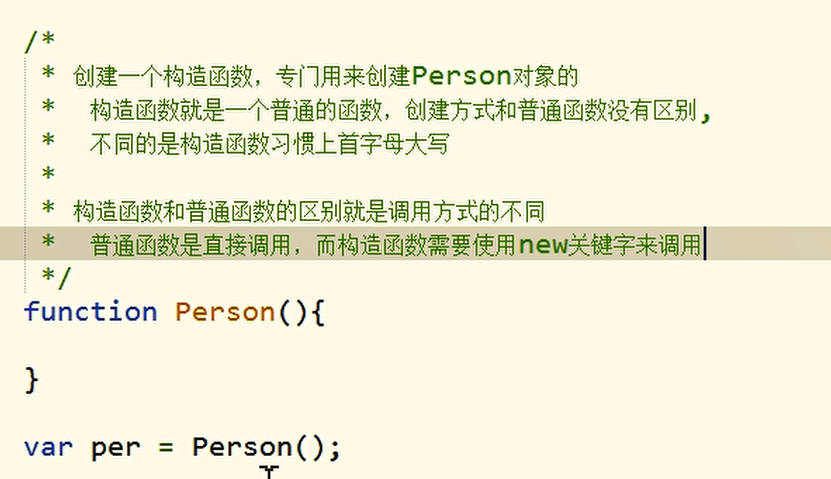 /*
* 创建一个构造函数，专门用来创建Person对象的
* 构造函数就是一个普通的函数，创建方式和普通函数没有区别,
* 不同的是构造函数习惯上首字母大写
*
* 构造函数和普通函数的区别就是调用方式的不同
* 普通函数是直接调用，而构造函数需要使用new关键字来调用
*/
function Person(){
}
var per = Person();